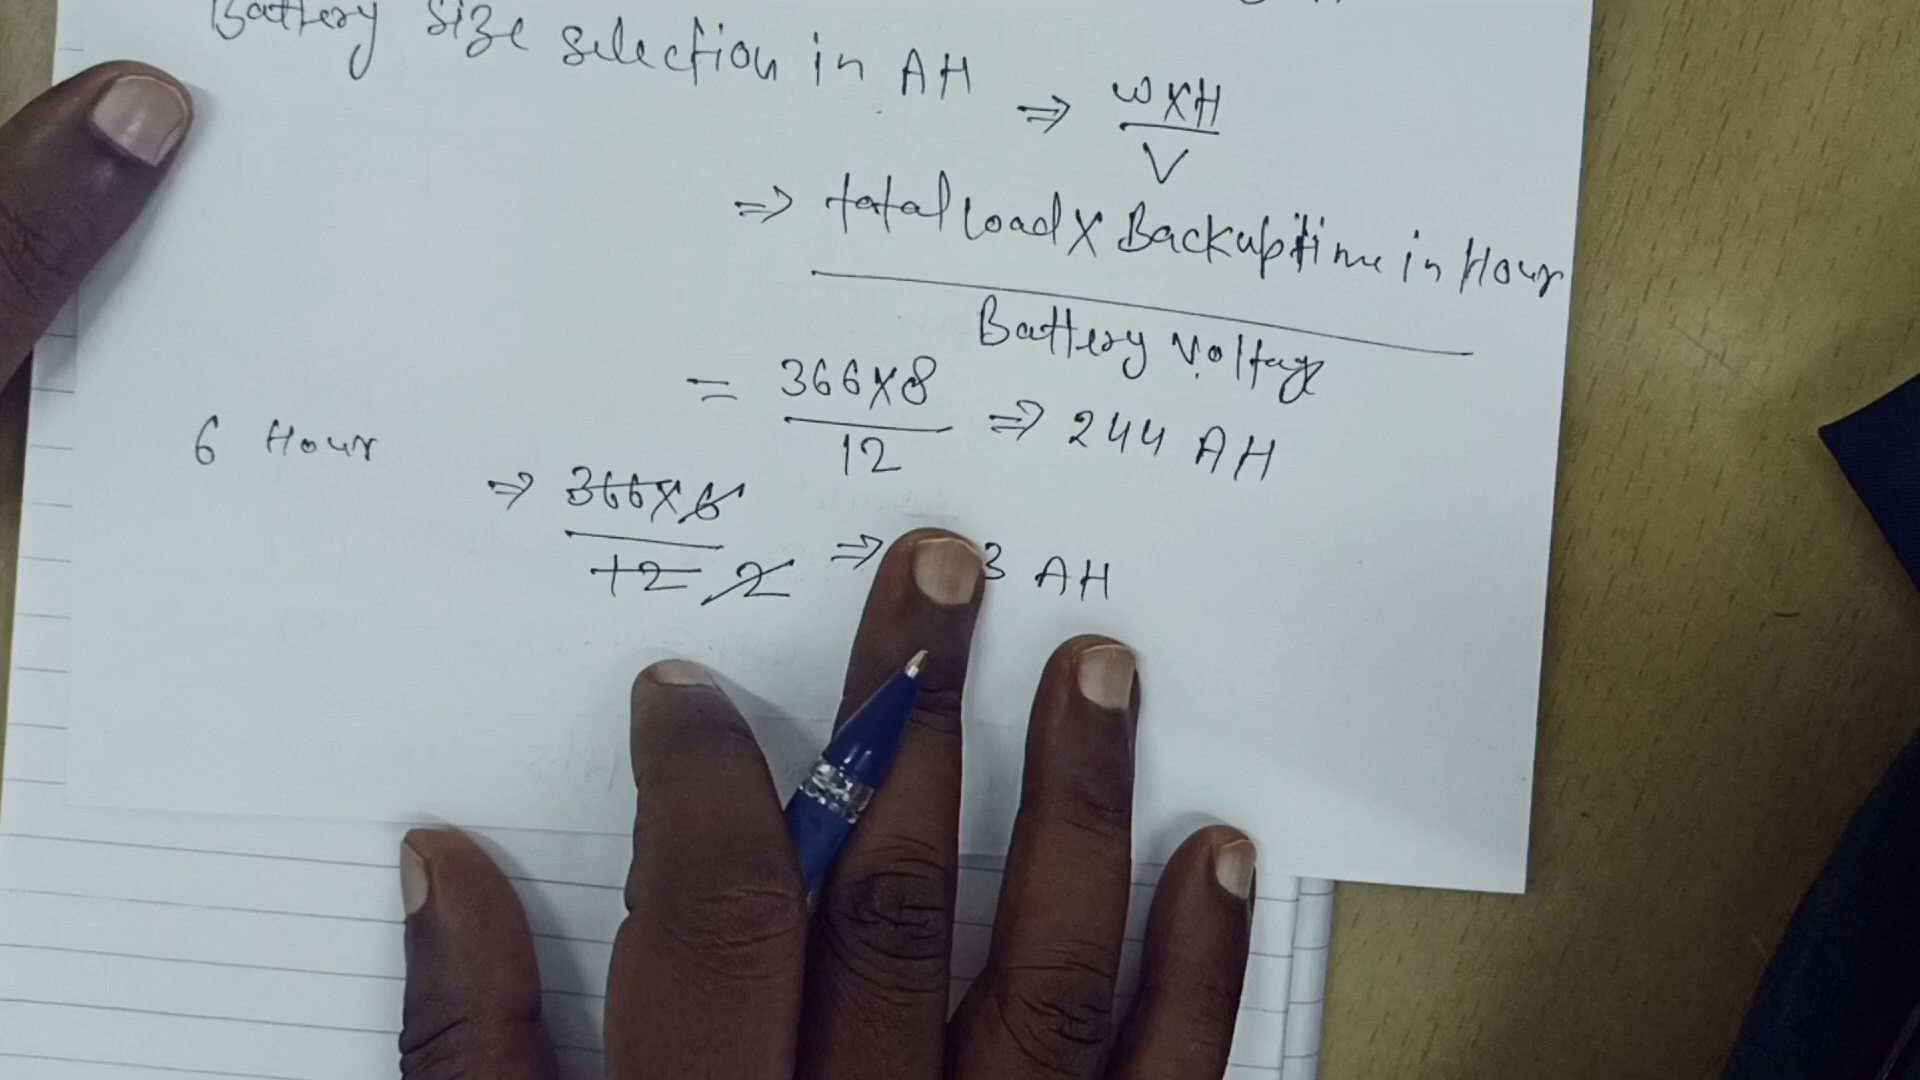 Battery size selection in AH ⇒ W X H / V
⇒ total load X Backup time in Hour / Battery Voltage
= 366 X 8 / 12 ⇒ 244 AH
6 Hour ⇒ 366 X 6 / 12 2 ⇒ 3 AH